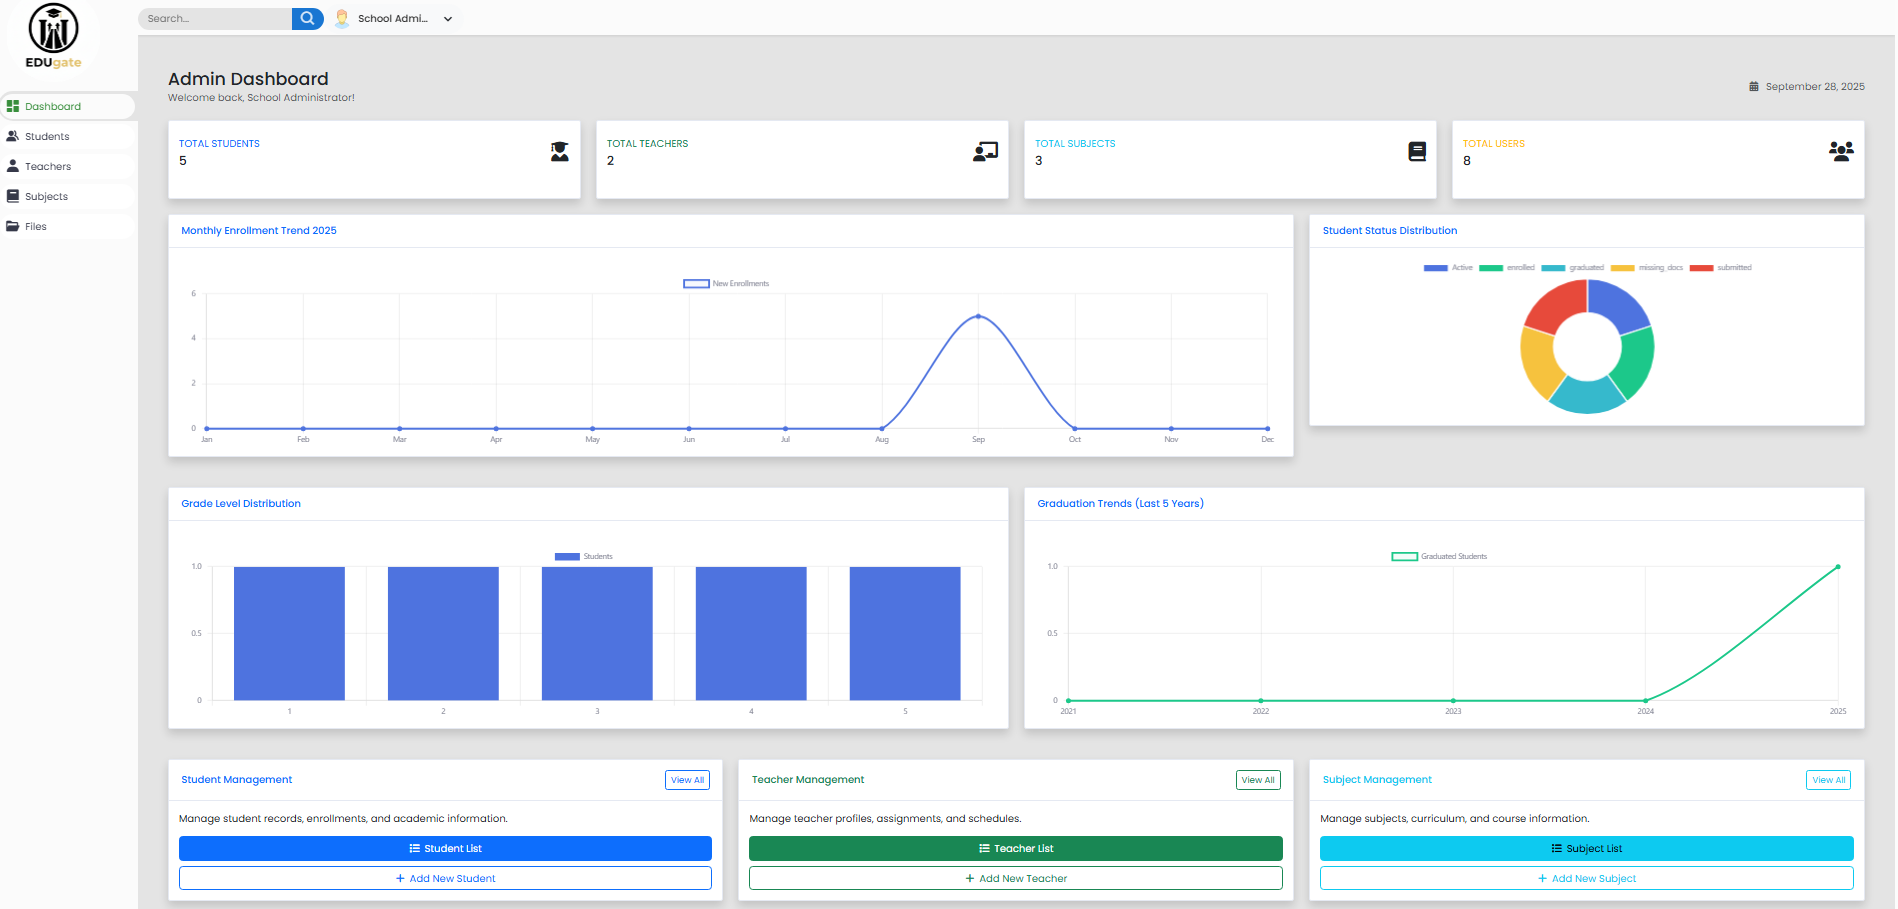 EDUgate
Search...
School Admi...
Dashboard
Students
Teachers
Subjects
Files
Admin Dashboard
Welcome back, School Administrator!
September 28, 2025
TOTAL STUDENTS
5
TOTAL TEACHERS
2
TOTAL SUBJECTS
3
TOTAL USERS
8
Monthly Enrollment Trend 2025
New Enrollments
6
4
2
0
Jan Feb Mar Apr May Jun Jul Aug Sep Oct Nov Dec
Student Status Distribution
Active enrolled graduated missing_docs submitted
Grade Level Distribution
Students
1.0
0.5
0
1 2 3 4 5
Graduation Trends (Last 5 Years)
Graduated Students
1.0
0.5
0
2021 2022 2023 2024 2025
Student Management
View All
Manage student records, enrollments, and academic information.
Student List
+ Add New Student
Teacher Management
View All
Manage teacher profiles, assignments, and schedules.
Teacher List
+ Add New Teacher
Subject Management
View All
Manage subjects, curriculum, and course information.
Subject List
+ Add New Subject